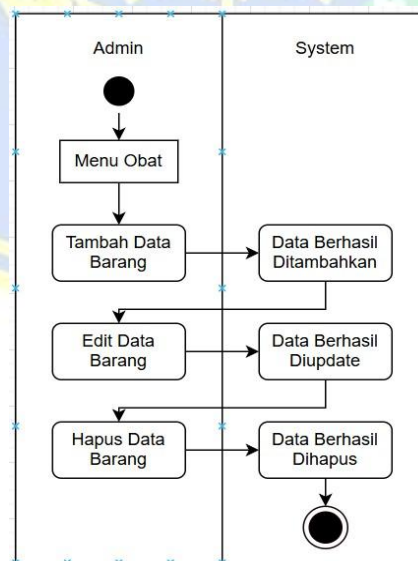 Admin
System
Menu Obat
Tambah Data
Barang
Data Berhasil
Ditambahkan
Edit Data
Barang
Data Berhasil
Diupdate
Hapus Data
Barang
Data Berhasil
Dihapus